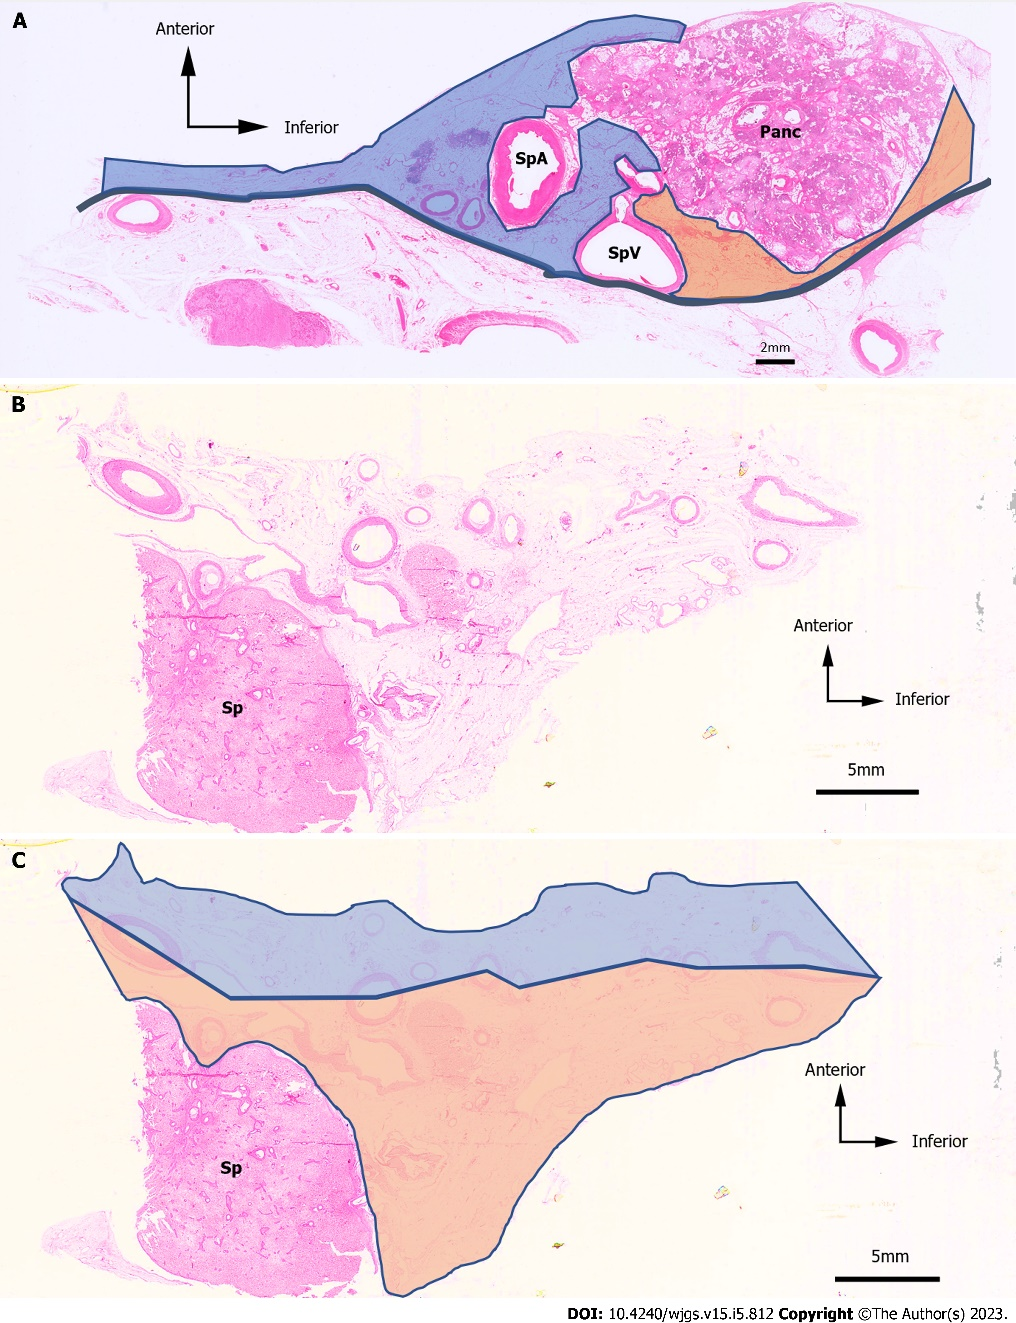 A
Anterior
Inferior
SpA
Panc
SpV
2mm
B
Anterior
Inferior
Sp
5mm
C
Anterior
Inferior
Sp
5mm
DOI: 10.4240/wjgs.v15.i5.812 Copyright ©The Author(s) 2023.